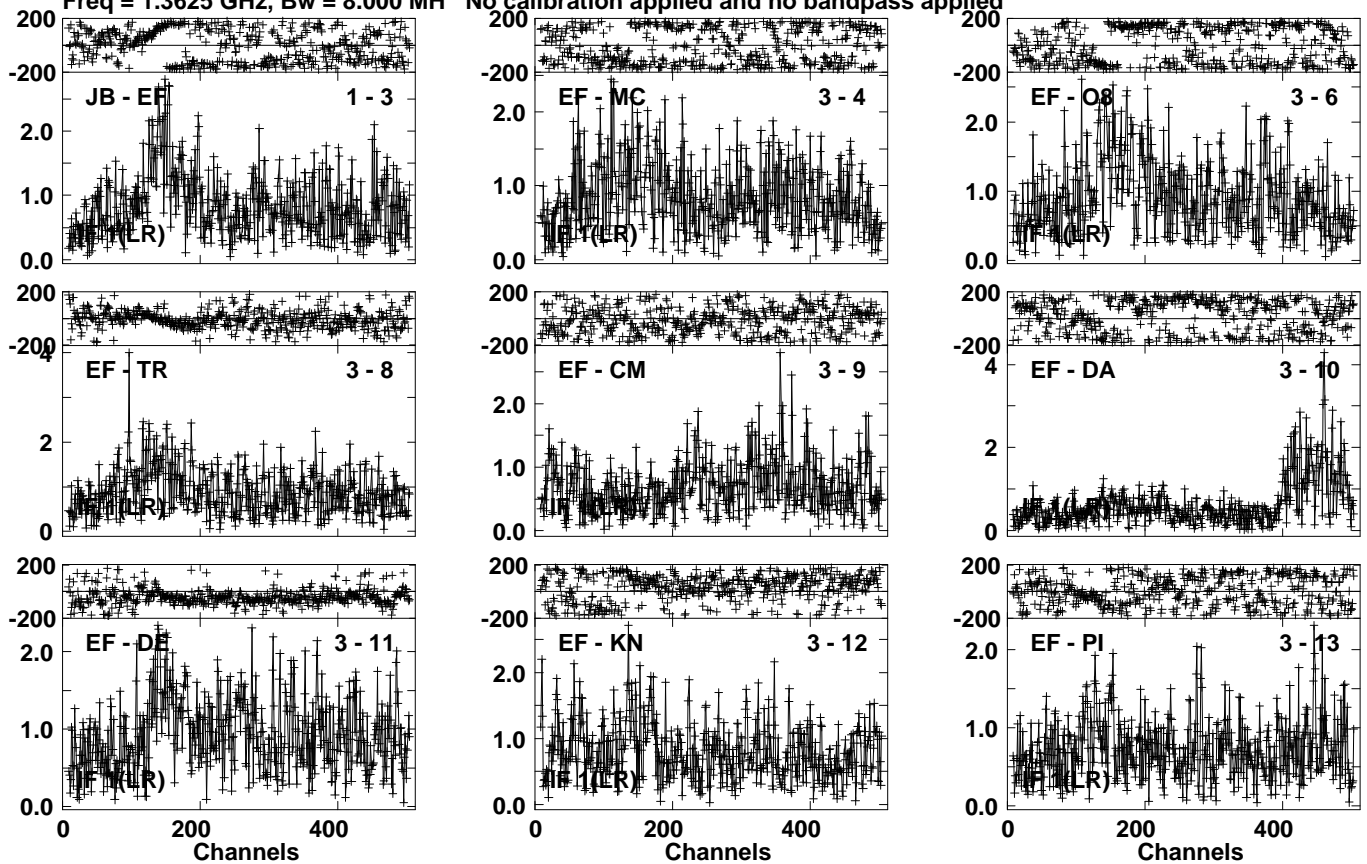 Freq = 1.3625 GHz, Bw = 8.000 MH No calibration applied and no bandpass applied
200 200 200
-200 -200 -200
JB - EF 1 - 3 EF - MC 3 - 4 EF - O8 3 - 6
2.0 2.0 2.0
1.0 1.0 1.0
IF 1(LR) IF 1(LR) IF 1(LR)
0.0 0.0 0.0
200 200 200
-200 -200 -200
4
EF - TR 3 - 8 EF - CM 3 - 9 EF - DA 3 - 10
4
2.0
2 2
1.0
IF 1(LR) IF 1(LR) IF 1(LR)
0 0.0 0
200 200 200
-200 -200 -200
EF - DE 3 - 11 EF - KN 3 - 12 EF - PI 3 - 13
2.0 2.0 2.0
1.0 1.0 1.0
IF 1(LR) IF 1(LR) IF 1(LR)
0.0 0.0 0.0
0 200 400 0 200 400 0 200 400
Channels Channels Channels